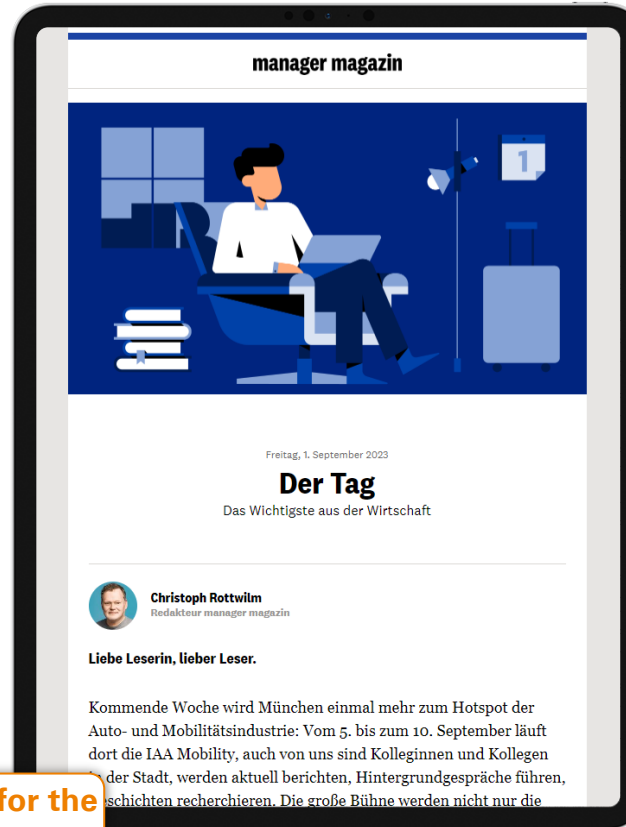 manager magazin
1
Freitag, 1. September 2023
Der Tag
Das Wichtigste aus der Wirtschaft
Christoph Rottwilm
Redakteur manager magazin
Liebe Leserin, lieber Leser.
Kommende Woche wird München einmal mehr zum Hotspot der
Auto- und Mobilitätsindustrie: Vom 5. bis zum 10. September läuft
dort die IAA Mobility, auch von uns sind Kolleginnen und Kollegen
der Stadt, werden aktuell berichten, Hintergrundgespräche führen,
recherchieren. Die große Bühne werden nicht nur die
for the